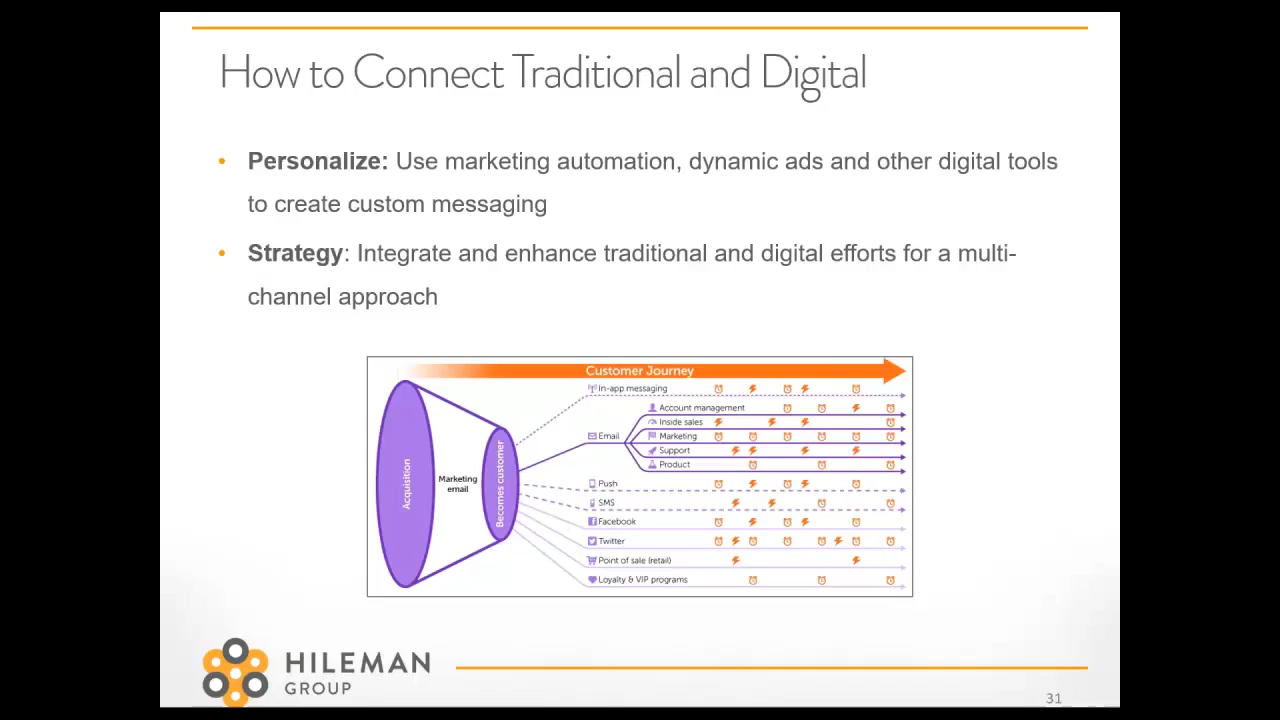 How to Connect Traditional and Digital
• Personalize: Use marketing automation, dynamic ads and other digital tools
to create custom messaging
• Strategy: Integrate and enhance traditional and digital efforts for a multi-
channel approach
Customer Journey
In-app messaging
Account management
Inside sales
Email
Marketing
Support
Product
Acquisition
Marketing
email
Becomes customer
Push
SMS
Facebook
Twitter
Point of sale (retail)
Loyalty & VIP programs
HILEMAN
GROUP
31